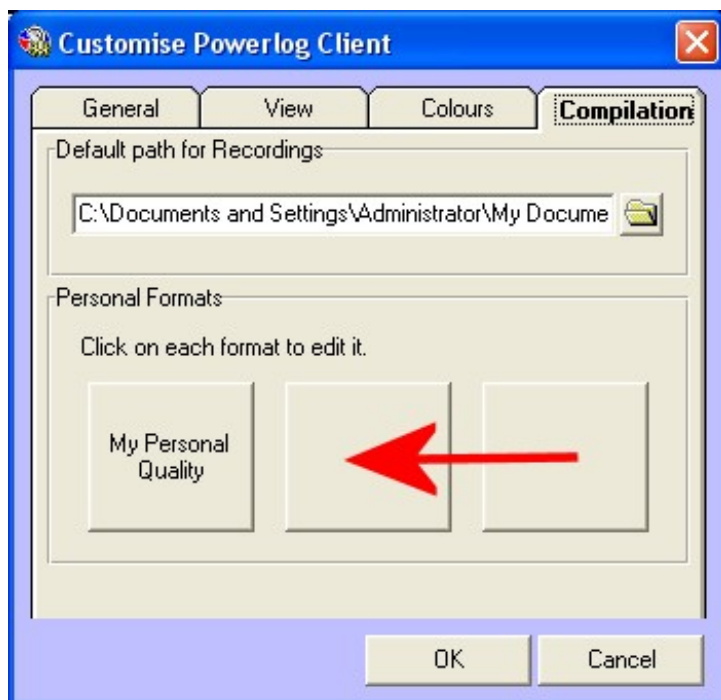 Customise Powerlog Client
General
View
Colours
Compilation
Default path for Recordings
C:\Documents and Settings\Administrator\My Docume
Personal Formats
Click on each format to edit it.
My Personal
Quality
OK
Cancel